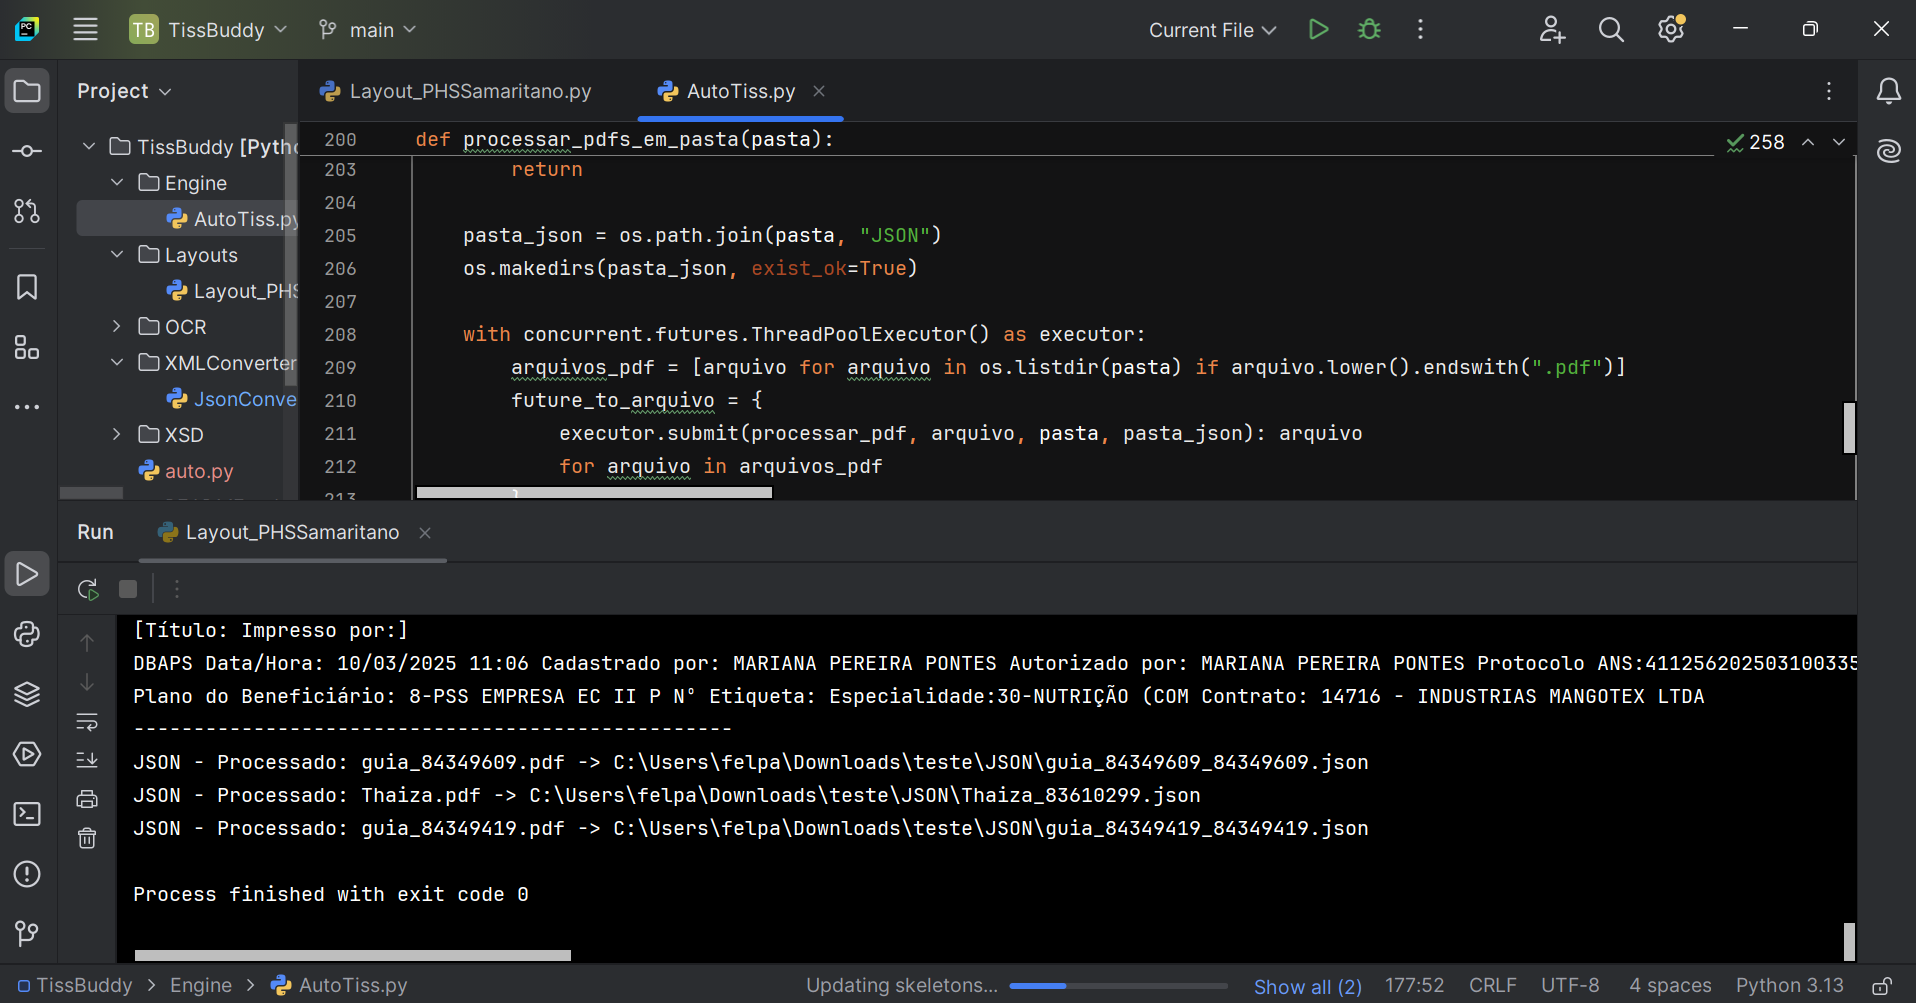 TB TissBuddy main Current File
Project
Layout_PHSSamaritano.py AutoTiss.py
TissBuddy [Pyth
Engine
AutoTiss.py
Layouts
Layout_PHS
OCR
XMLConverter
JsonConve
XSD
auto.py
258
200 def processar_pdfs_em_pasta(pasta):
203 return
204
205 pasta_json = os.path.join(pasta, "JSON")
206 os.makedirs(pasta_json, exist_ok=True)
207
208 with concurrent.futures.ThreadPoolExecutor() as executor:
209 arquivos_pdf = [arquivo for arquivo in os.listdir(pasta) if arquivo.lower().endswith(".pdf")]
210 future_to_arquivo = {
211 executor.submit(processar_pdf, arquivo, pasta, pasta_json): arquivo
212 for arquivo in arquivos_pdf
213 }
Run Layout_PHSSamaritano
[Título: Impresso por:]
DBAPS Data/Hora: 10/03/2025 11:06 Cadastrado por: MARIANA PEREIRA PONTES Autorizado por: MARIANA PEREIRA PONTES Protocolo ANS:411256202503100335
Plano do Beneficiário: 8-PSS EMPRESA EC II P Nº Etiqueta: Especialidade:30-NUTRIÇÃO (COM Contrato: 14716 - INDUSTRIAS MANGOTEX LTDA
--------------------------------------------------
JSON - Processado: guia_84349609.pdf -> C:\Users\felpa\Downloads\teste\JSON\guia_84349609_84349609.json
JSON - Processado: Thaiza.pdf -> C:\Users\felpa\Downloads\teste\JSON\Thaiza_83610299.json
JSON - Processado: guia_84349419.pdf -> C:\Users\felpa\Downloads\teste\JSON\guia_84349419_84349419.json
Process finished with exit code 0
TissBuddy > Engine > AutoTiss.py Updating skeletons... Show all (2) 177:52 CRLF UTF-8 4 spaces Python 3.13